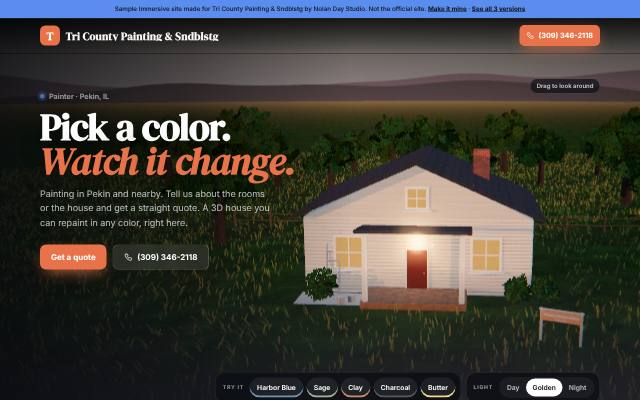 Sample Immersive site made for Tri County Painting & Sndblstg by Nolan Day Studio. Not the official site. Make it mine · See all 3 versions
T Tri County Painting & Sndblstg
(309) 346-2118
Drag to look around
Painter · Pekin, IL
Pick a color.
Watch it change.
Painting in Pekin and nearby. Tell us about the rooms
or the house and get a straight quote. A 3D house you
can repaint in any color, right here.
Get a quote
(309) 346-2118
TRY IT Harbor Blue Sage Clay Charcoal Butter
LIGHT Day Golden Night